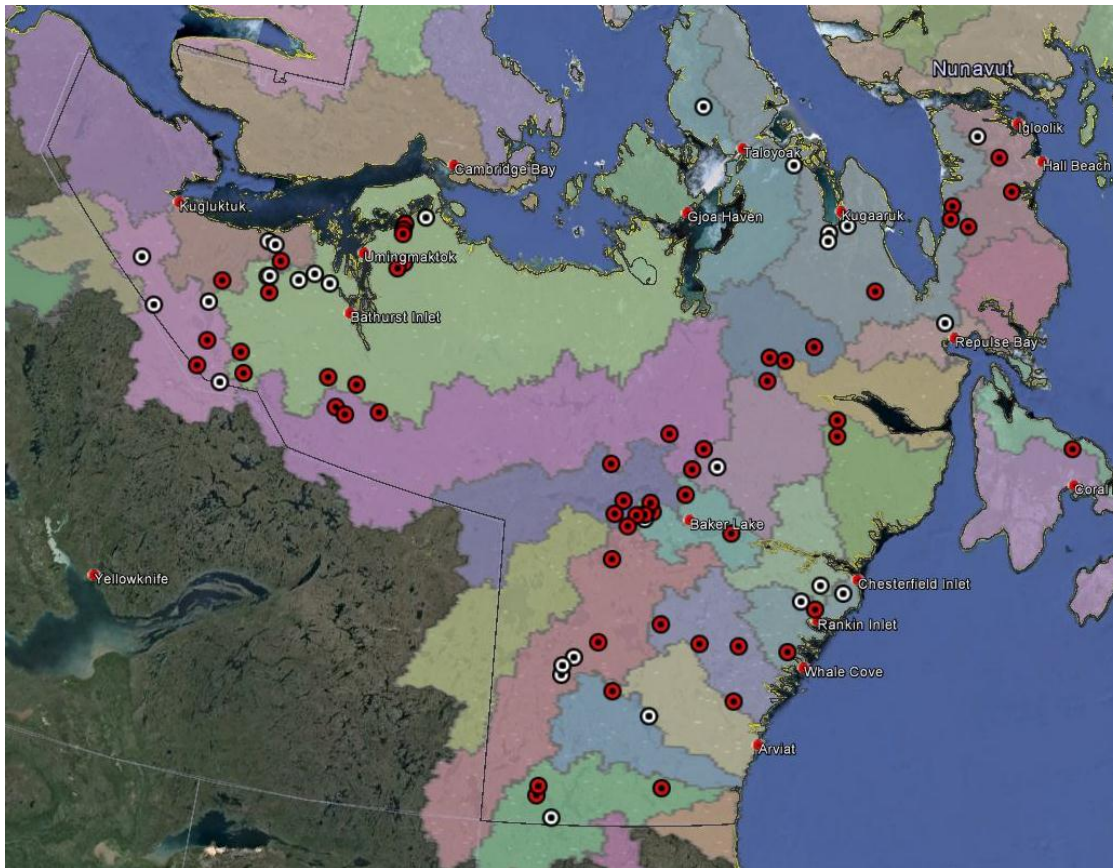 Nunavut
Igloolik
Hall Beach
Taloyoak
Cambridge Bay
Kugluktuk
Gjoa Haven
Kugaaruk
Umingmaktok
Bathurst Inlet
Repulse Bay
Coral
Baker Lake
Yellowknife
Chesterfield Inlet
Rankin Inlet
Whale Cove
Arviat